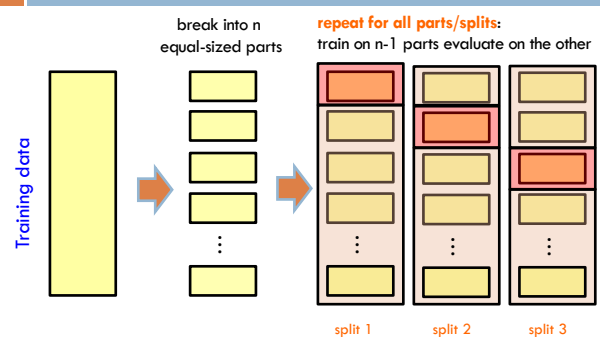 break into n
equal-sized parts
repeat for all parts/splits:
train on n-1 parts evaluate on the other
Training data
split 1
split 2
split 3